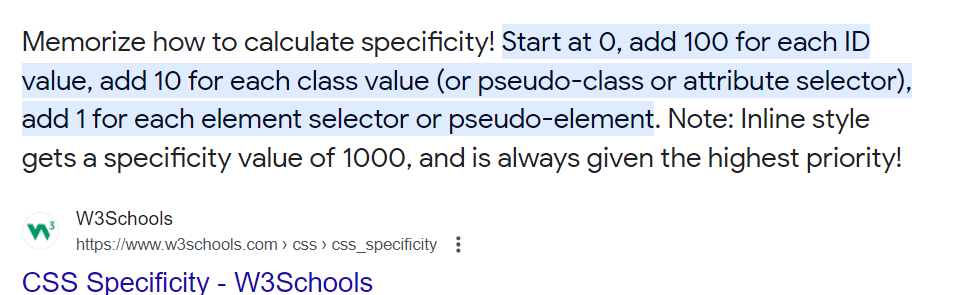 Memorize how to calculate specificity! Start at 0, add 100 for each ID
value, add 10 for each class value (or pseudo-class or attribute selector),
add 1 for each element selector or pseudo-element. Note: Inline style
gets a specificity value of 1000, and is always given the highest priority!
W3Schools
https://www.w3schools.com › css › css_specificity
CSS Specificity - W3Schools